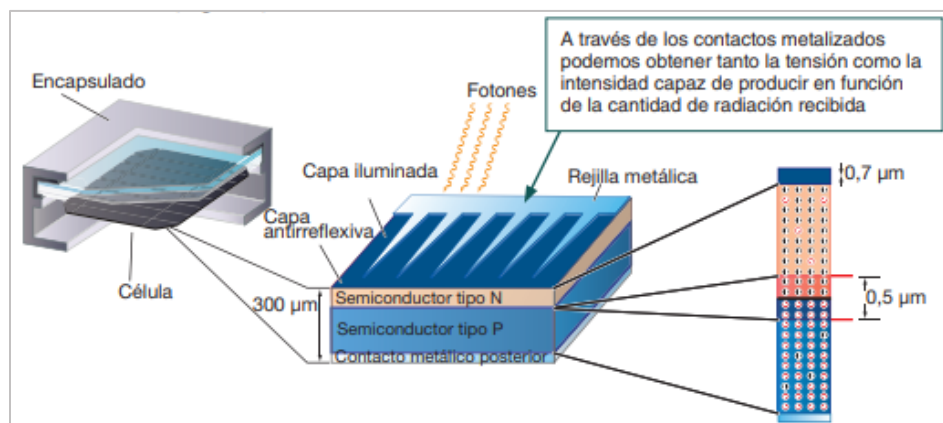 A través de los contactos metalizados
podemos obtener tanto la tensión como la
intensidad capaz de producir en función
de la cantidad de radiación recibida
Encapsulado
Fotones
Capa iluminada
Rejilla metálica
0,7 µm
Capa
antirreflexiva
Célula
300 µm
Semiconductor tipo N
0,5 µm
Semiconductor tipo P
Contacto metálico posterior